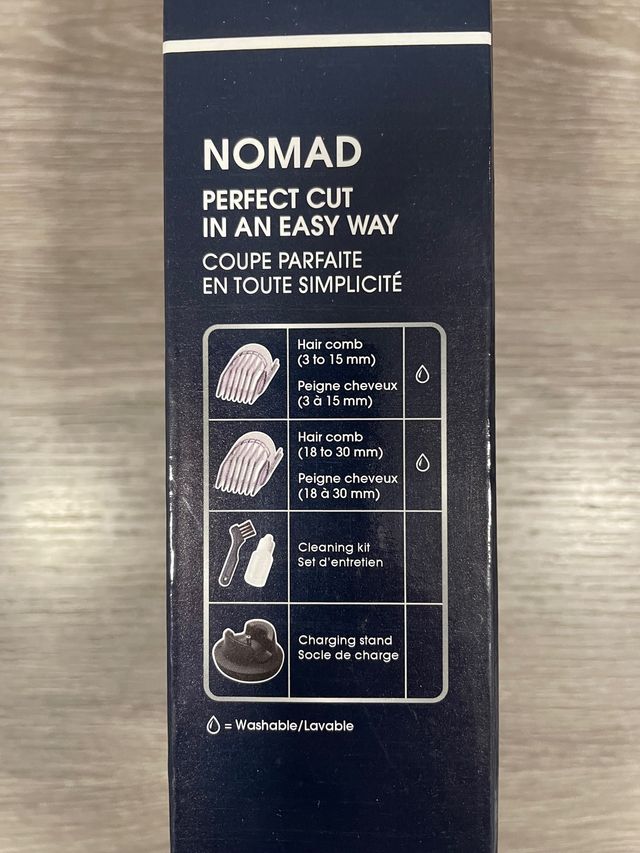 NOMAD
PERFECT CUT
IN AN EASY WAY
COUPE PARFAITE
EN TOUTE SIMPLICITÉ
Hair comb
(3 to 15 mm)
Peigne cheveux
(3 à 15 mm)
Hair comb
(18 to 30 mm)
Peigne cheveux
(18 à 30 mm)
Cleaning kit
Set d'entretien
Charging stand
Socle de charge
= Washable/Lavable